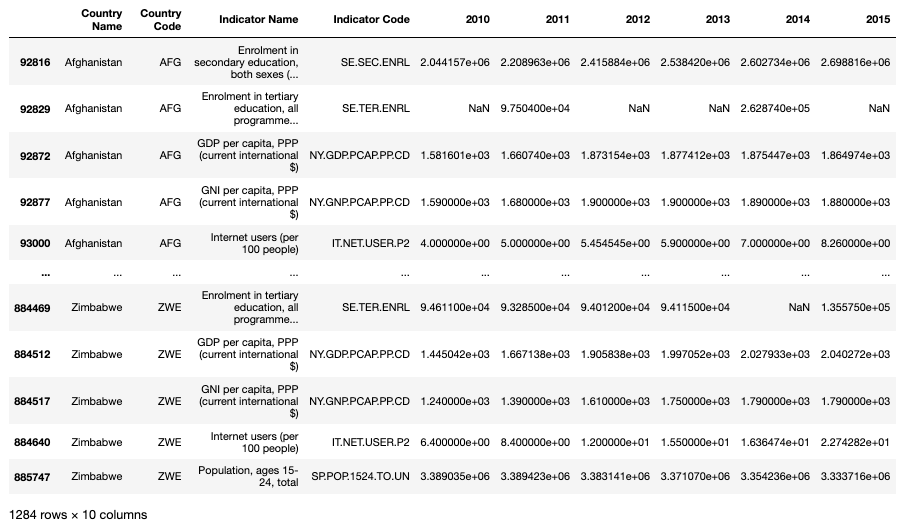 Country Name Country Code Indicator Name Indicator Code 2010 2011 2012 2013 2014 2015
92816 Afghanistan AFG Enrolment in secondary education, both sexes (... SE.SEC.ENRL 2.044157e+06 2.208963e+06 2.415884e+06 2.538420e+06 2.602734e+06 2.698816e+06
92829 Afghanistan AFG Enrolment in tertiary education, all programme... SE.TER.ENRL NaN 9.750400e+04 NaN NaN 2.628740e+05 NaN
92872 Afghanistan AFG GDP per capita, PPP (current international $) NY.GDP.PCAP.PP.CD 1.581601e+03 1.660740e+03 1.873154e+03 1.877412e+03 1.875447e+03 1.864974e+03
92877 Afghanistan AFG GNI per capita, PPP (current international $) NY.GNP.PCAP.PP.CD 1.590000e+03 1.680000e+03 1.900000e+03 1.900000e+03 1.890000e+03 1.880000e+03
93000 Afghanistan AFG Internet users (per 100 people) IT.NET.USER.P2 4.000000e+00 5.000000e+00 5.454545e+00 5.900000e+00 7.000000e+00 8.260000e+00
... ... ... ... ... ... ... ... ... ... ...
884469 Zimbabwe ZWE Enrolment in tertiary education, all programme... SE.TER.ENRL 9.461100e+04 9.328500e+04 9.401200e+04 9.411500e+04 NaN 1.355750e+05
884512 Zimbabwe ZWE GDP per capita, PPP (current international $) NY.GDP.PCAP.PP.CD 1.445042e+03 1.667138e+03 1.905838e+03 1.997052e+03 2.027933e+03 2.040272e+03
884517 Zimbabwe ZWE GNI per capita, PPP (current international $) NY.GNP.PCAP.PP.CD 1.240000e+03 1.390000e+03 1.610000e+03 1.750000e+03 1.790000e+03 1.790000e+03
884640 Zimbabwe ZWE Internet users (per 100 people) IT.NET.USER.P2 6.400000e+00 8.400000e+00 1.200000e+01 1.550000e+01 1.636474e+01 2.274282e+01
885747 Zimbabwe ZWE Population, ages 15-24, total SP.POP.1524.TO.UN 3.389035e+06 3.389423e+06 3.383141e+06 3.371070e+06 3.354236e+06 3.333716e+06
1284 rows × 10 columns